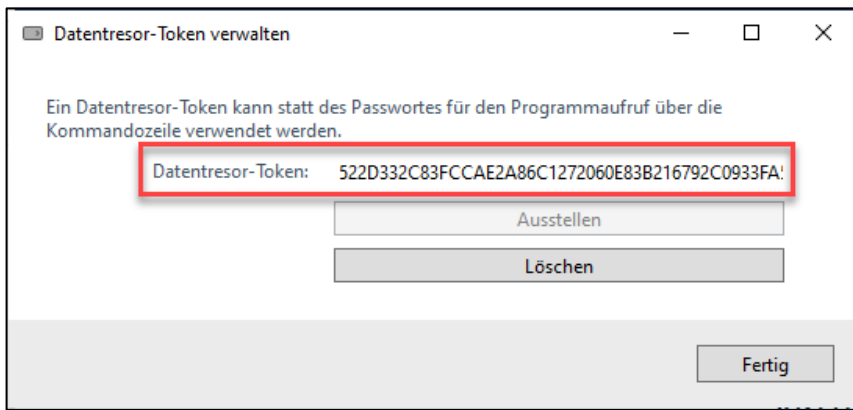 Datentresor-Token verwalten
Ein Datentresor-Token kann statt des Passwortes für den Programmaufruf über die
Kommandozeile verwendet werden.
Datentresor-Token: 522D332C83FCCAE2A86C1272060E83B216792C0933FA
Ausstellen
Löschen
Fertig